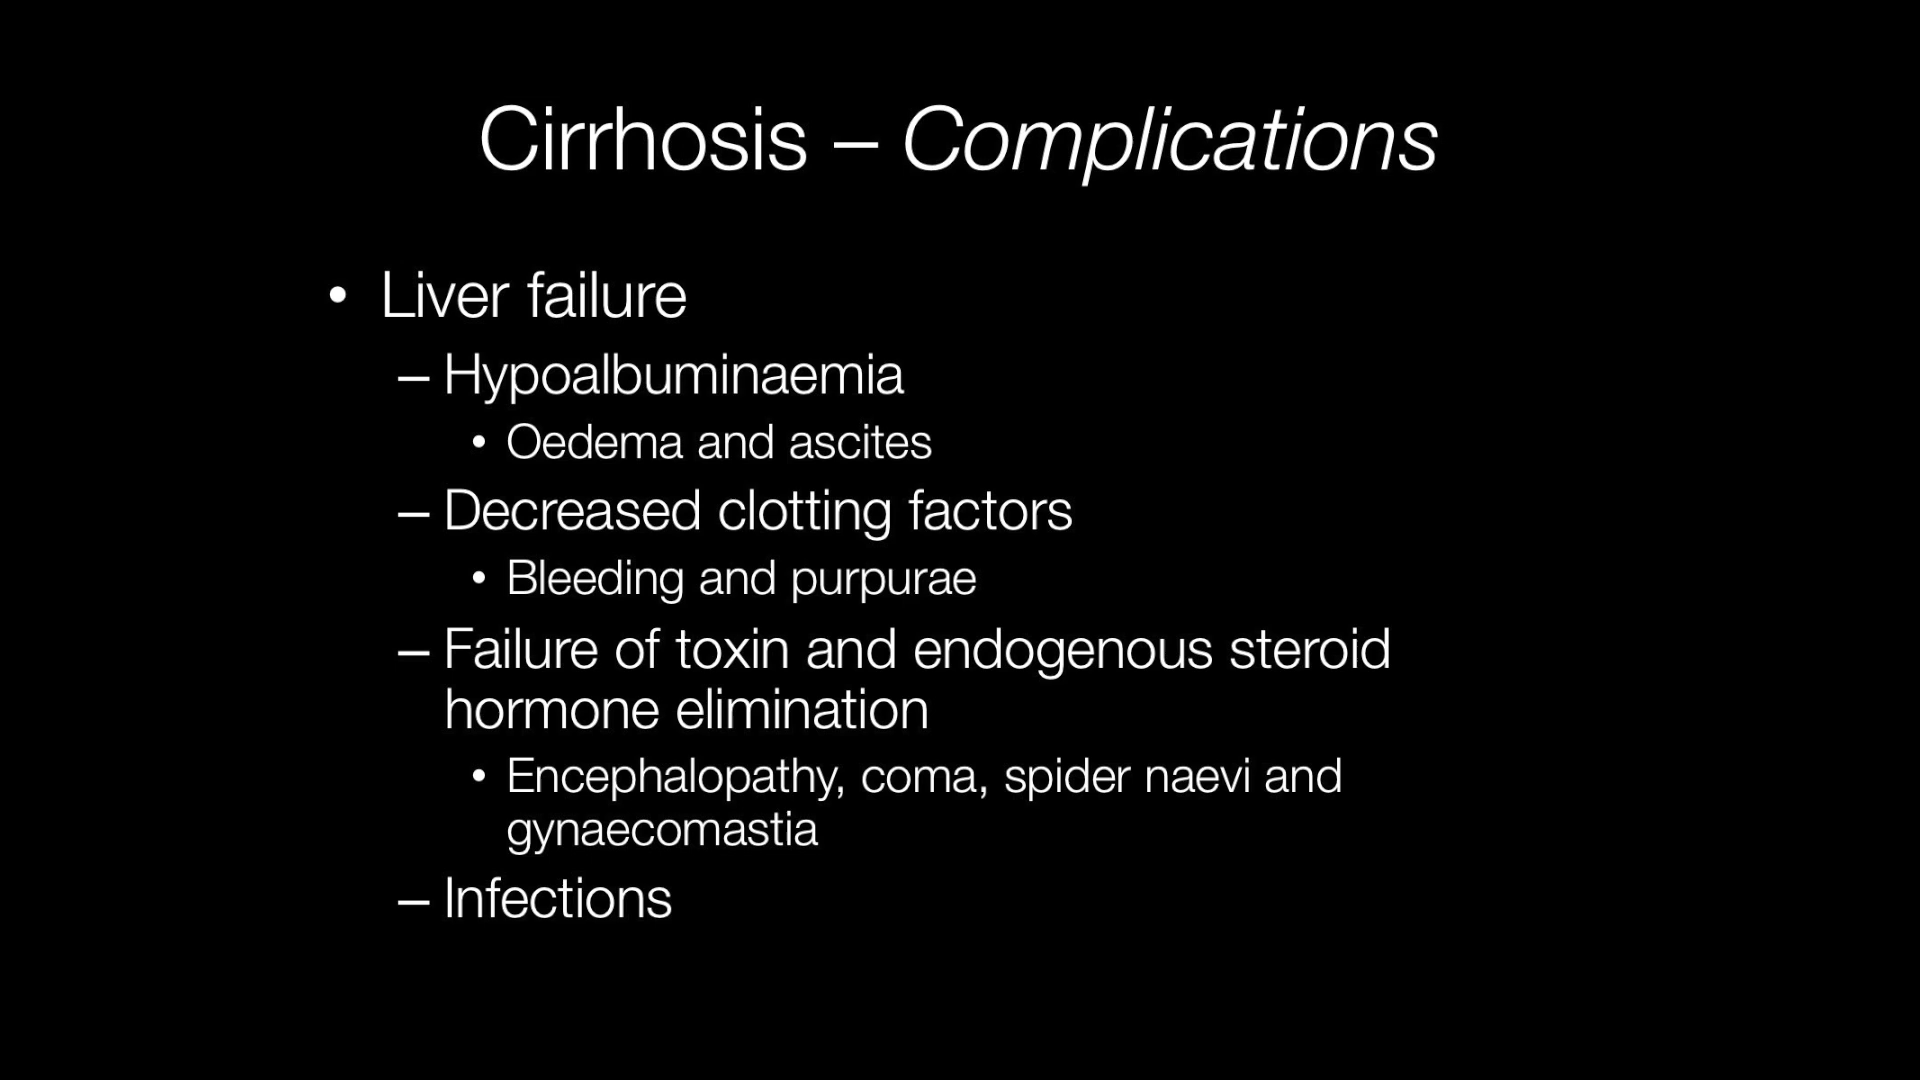 Cirrhosis – Complications
• Liver failure
– Hypoalbuminaemia
• Oedema and ascites
– Decreased clotting factors
• Bleeding and purpurae
– Failure of toxin and endogenous steroid
hormone elimination
• Encephalopathy, coma, spider naevi and
gynaecomastia
– Infections